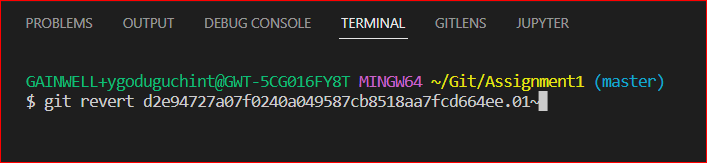 PROBLEMS OUTPUT DEBUG CONSOLE TERMINAL GITLENS JUPYTER
GAINWELL+ygoduguchint@GWT-5CG016FY8T MINGW64 ~/Git/Assignment1 (master)
$ git revert d2e94727a07f0240a049587cb8518aa7fcd664ee.01~